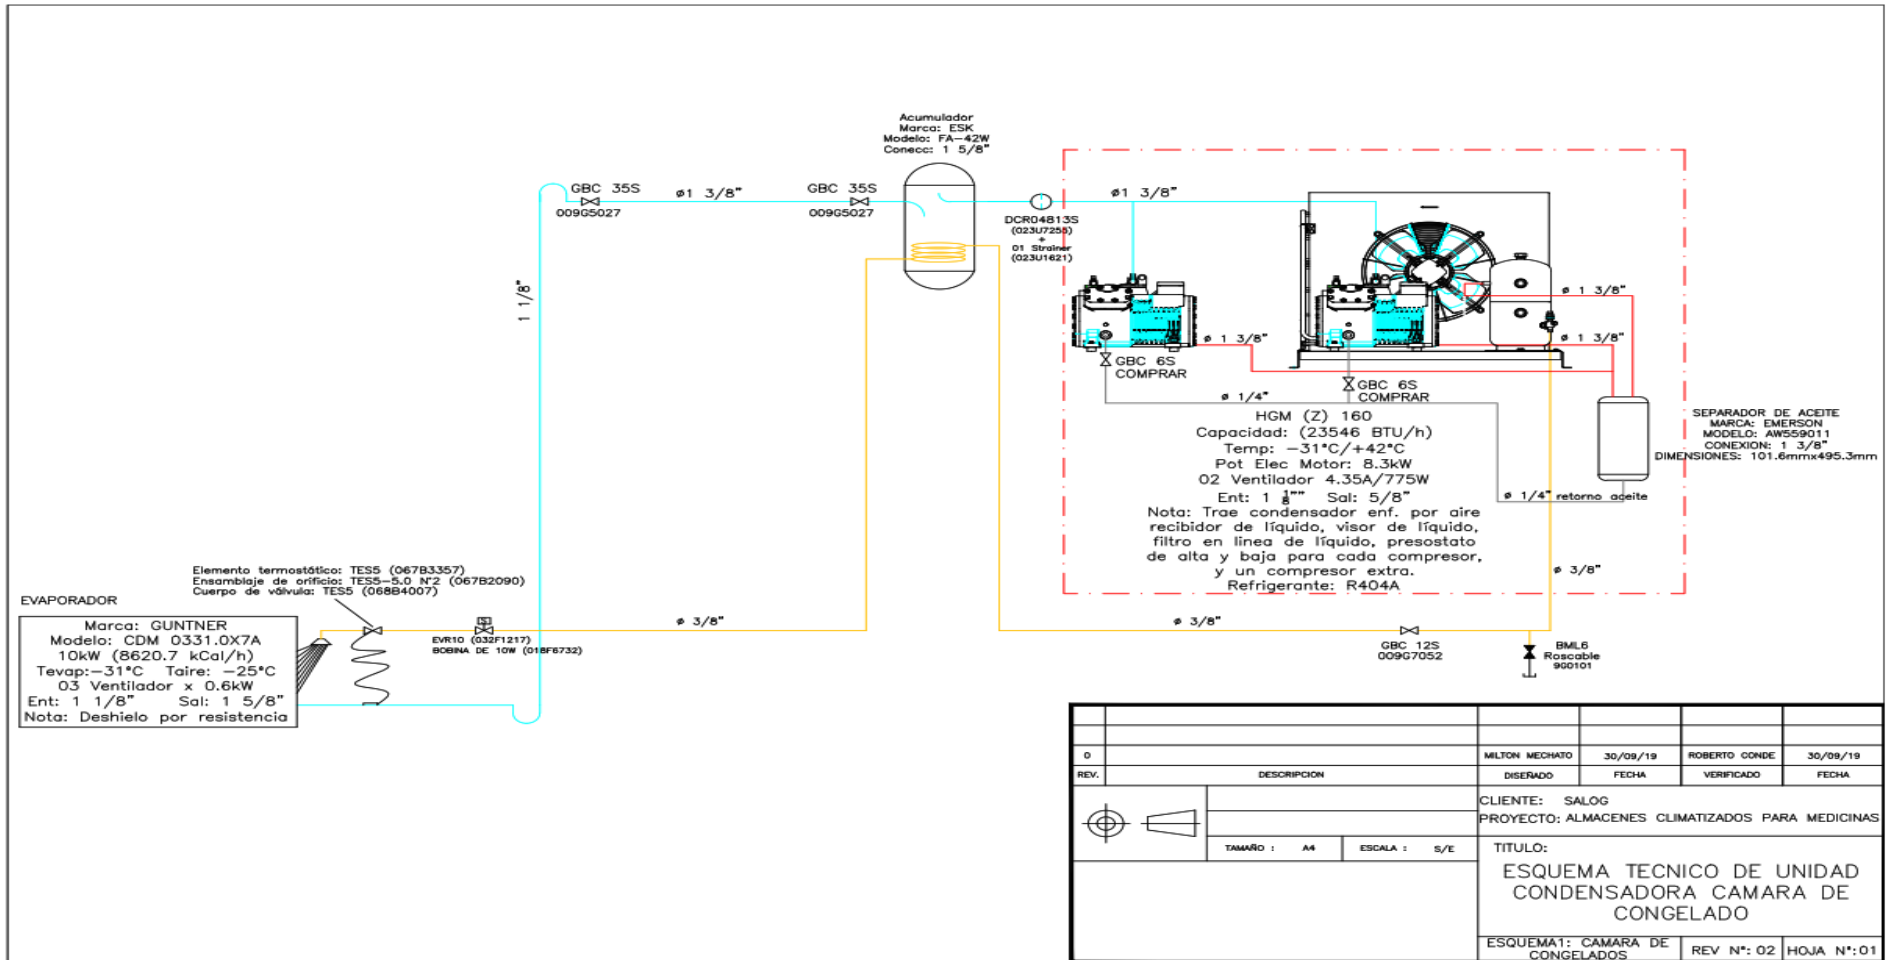 Acumulador
Marca: ESK
Modelo: FA-42W
Conecc: 1 5/8"
GBC 35S
009G5027
ø1 3/8"
GBC 35S
009G5027
DCR04813S
(023U7255)
+
01 Strainer
(023U1621)
ø1 3/8"
1 1/8"
ø 1 3/8"
ø 1 3/8"
ø 1 3/8"
GBC 6S
COMPRAR
GBC 6S
COMPRAR
ø 1/4"
HGM (Z) 160
Capacidad: (23546 BTU/h)
Temp: -31°C/+42°C
Pot Elec Motor: 8.3kW
02 Ventilador 4.35A/775W
Ent: 1 1/8"" Sal: 5/8"
Nota: Trae condensador enf. por aire
recibidor de líquido, visor de líquido,
filtro en linea de líquido, presostato
de alta y baja para cada compresor,
y un compresor extra.
Refrigerante: R404A
SEPARADOR DE ACEITE
MARCA: EMERSON
MODELO: AW559011
CONEXION: 1 3/8"
DIMENSIONES: 101.6mmx495.3mm
ø 1/4" retorno aceite
ø 3/8"
Elemento termostático: TES5 (067B3357)
Ensamblaje de orificio: TES5-5.0 N°2 (067B2090)
Cuerpo de válvula: TES5 (068B4007)
EVAPORADOR
Marca: GUNTNER
Modelo: CDM 0331.0X7A
10kW (8620.7 kCal/h)
Tevap:-31°C Taire: -25°C
03 Ventilador x 0.6kW
Ent: 1 1/8" Sal: 1 5/8"
Nota: Deshielo por resistencia
S
EVR10 (032F1217)
BOBINA DE 10W (018F6732)
ø 3/8"
ø 3/8"
GBC 12S
009G7052
BML6
Roscable
900101
0 MILTON MECHATO 30/09/19 ROBERTO CONDE 30/09/19
REV. DESCRIPCION DISEÑADO FECHA VERIFICADO FECHA
CLIENTE: SALOG
PROYECTO: ALMACENES CLIMATIZADOS PARA MEDICINAS
TAMAÑO : A4 ESCALA : S/E
TITULO:
ESQUEMA TECNICO DE UNIDAD
CONDENSADORA CAMARA DE
CONGELADO
ESQUEMA1: CAMARA DE
CONGELADOS
REV N°: 02 HOJA N°:01